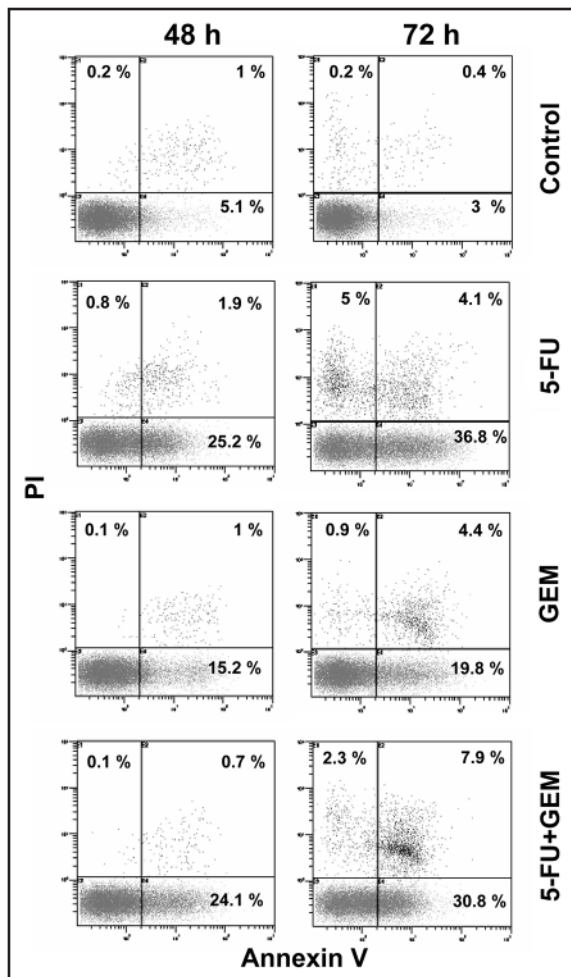 48 h 72 h
0.2 % 1 % 0.2 % 0.4 %
5.1 % 3 %
Control
0.8 % 1.9 % 5 % 4.1 %
25.2 % 36.8 %
5-FU
PI
0.1 % 1 % 0.9 % 4.4 %
15.2 % 19.8 %
GEM
0.1 % 0.7 % 2.3 % 7.9 %
24.1 % 30.8 %
5-FU+GEM
Annexin V